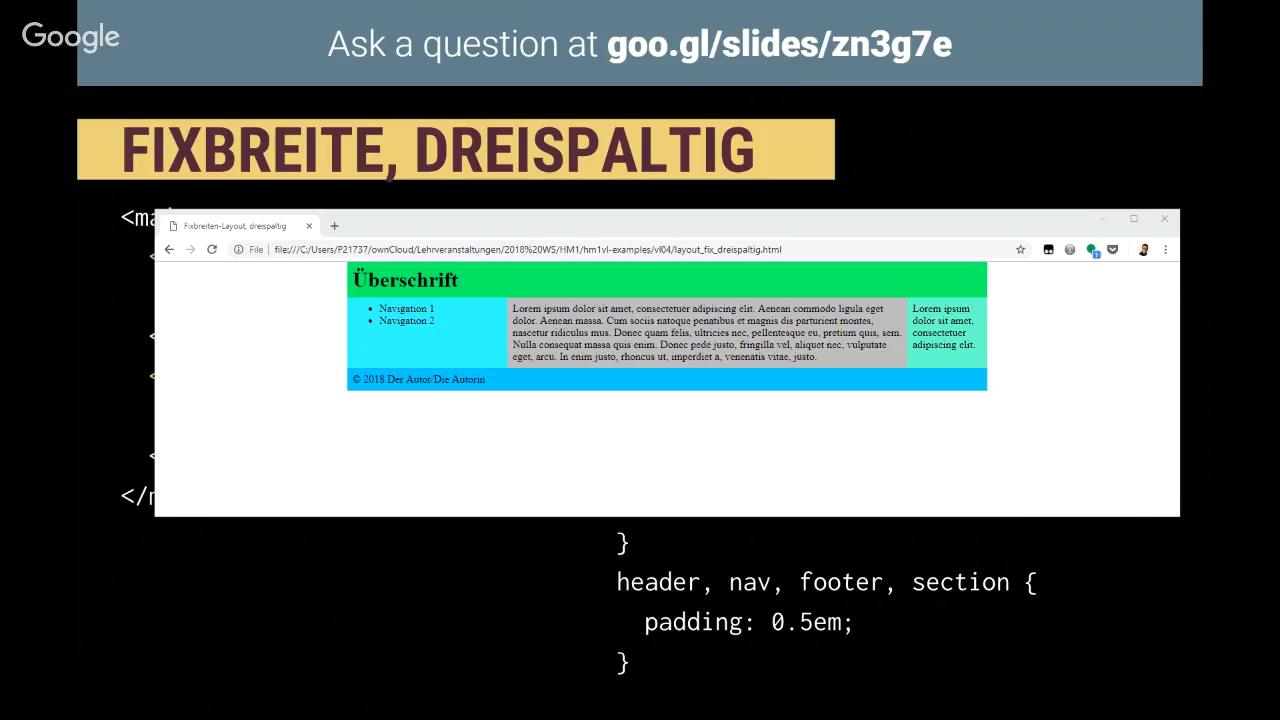 Google
Ask a question at goo.gl/slides/zn3g7e
FIXBREITE, DREISPALTIG
<ma
Fixbreiten-Layout, dreispaltig
File | file:///C:/Users/P21737/ownCloud/Lehrveranstaltungen/2018%20WS/HM1/hm1vl-examples/vl04/layout_fix_dreispaltig.html
1
Überschrift
• Navigation 1
• Navigation 2
Lorem ipsum dolor sit amet, consectetuer adipiscing elit. Aenean commodo ligula eget
dolor. Aenean massa. Cum sociis natoque penatibus et magnis dis parturient montes,
nascetur ridiculus mus. Donec quam felis, ultricies nec, pellentesque eu, pretium quis, sem.
Nulla consequat massa quis enim. Donec pede justo, fringilla vel, aliquet nec, vulputate
eget, arcu. In enim justo, rhoncus ut, imperdiet a, venenatis vitae, justo.
Lorem ipsum
dolor sit amet,
consectetuer
adipiscing elit.
© 2018 Der Autor/Die Autorin
<
<
<
<
</m
}
header, nav, footer, section {
padding: 0.5em;
}